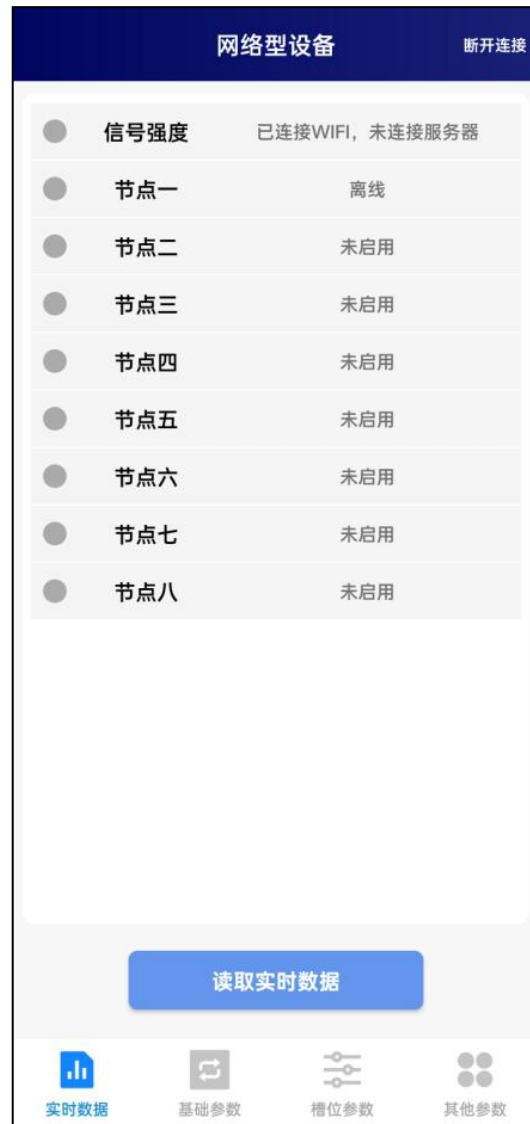 网络型设备 断开连接
信号强度 已连接WIFI，未连接服务器
节点一 离线
节点二 未启用
节点三 未启用
节点四 未启用
节点五 未启用
节点六 未启用
节点七 未启用
节点八 未启用
读取实时数据
实时数据 基础参数 槽位参数 其他参数